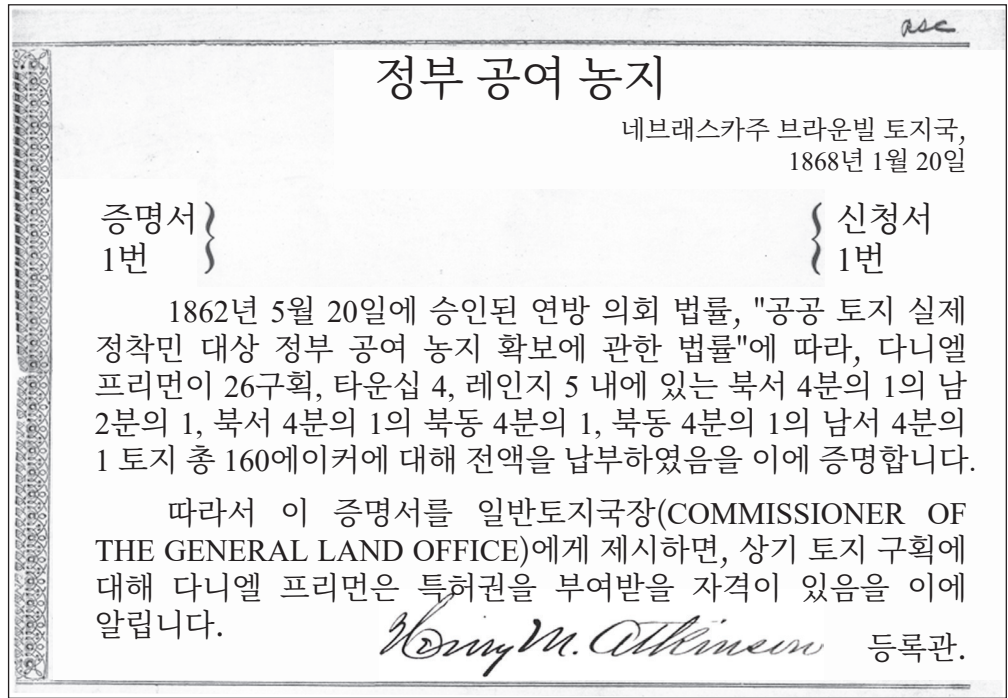 asc
정부 공여 농지
네브래스카주 브라운빌 토지국,
1868년 1월 20일
증명서 } { 신청서
1번 1번
1862년 5월 20일에 승인된 연방 의회 법률, "공공 토지 실제
정착민 대상 정부 공여 농지 확보에 관한 법률"에 따라, 다니엘
프리먼이 26구획, 타운십 4, 레인지 5 내에 있는 북서 4분의 1의 남
2분의 1, 북서 4분의 1의 북동 4분의 1, 북동 4분의 1의 남서 4분의
1 토지 총 160에이커에 대해 전액을 납부하였음을 이에 증명합니다.
따라서 이 증명서를 일반토지국장(COMMISSIONER OF
THE GENERAL LAND OFFICE)에게 제시하면, 상기 토지 구획에
대해 다니엘 프리먼은 특허권을 부여받을 자격이 있음을 이에
알립니다.
Henry M. Atkinson 등록관.